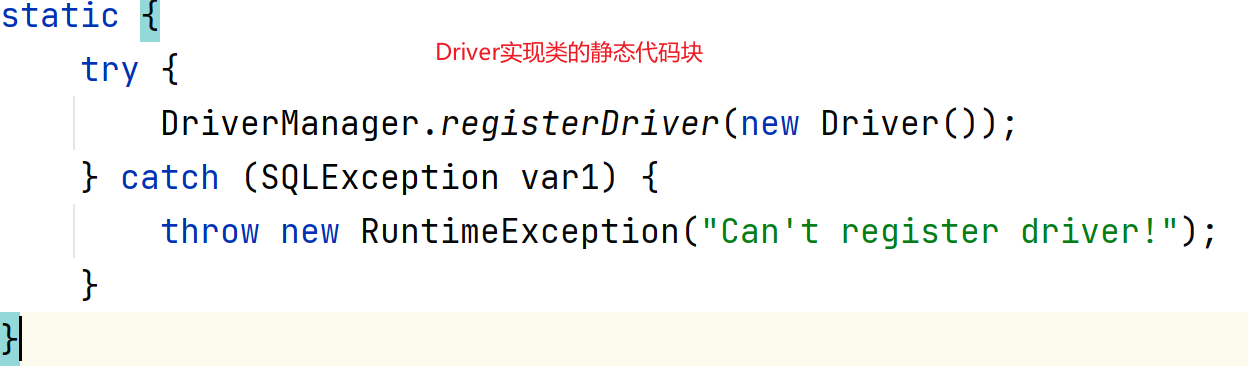 static {
Driver实现类的静态代码块
try {
DriverManager.registerDriver(new Driver());
} catch (SQLException var1) {
throw new RuntimeException("Can't register driver!");
}
}